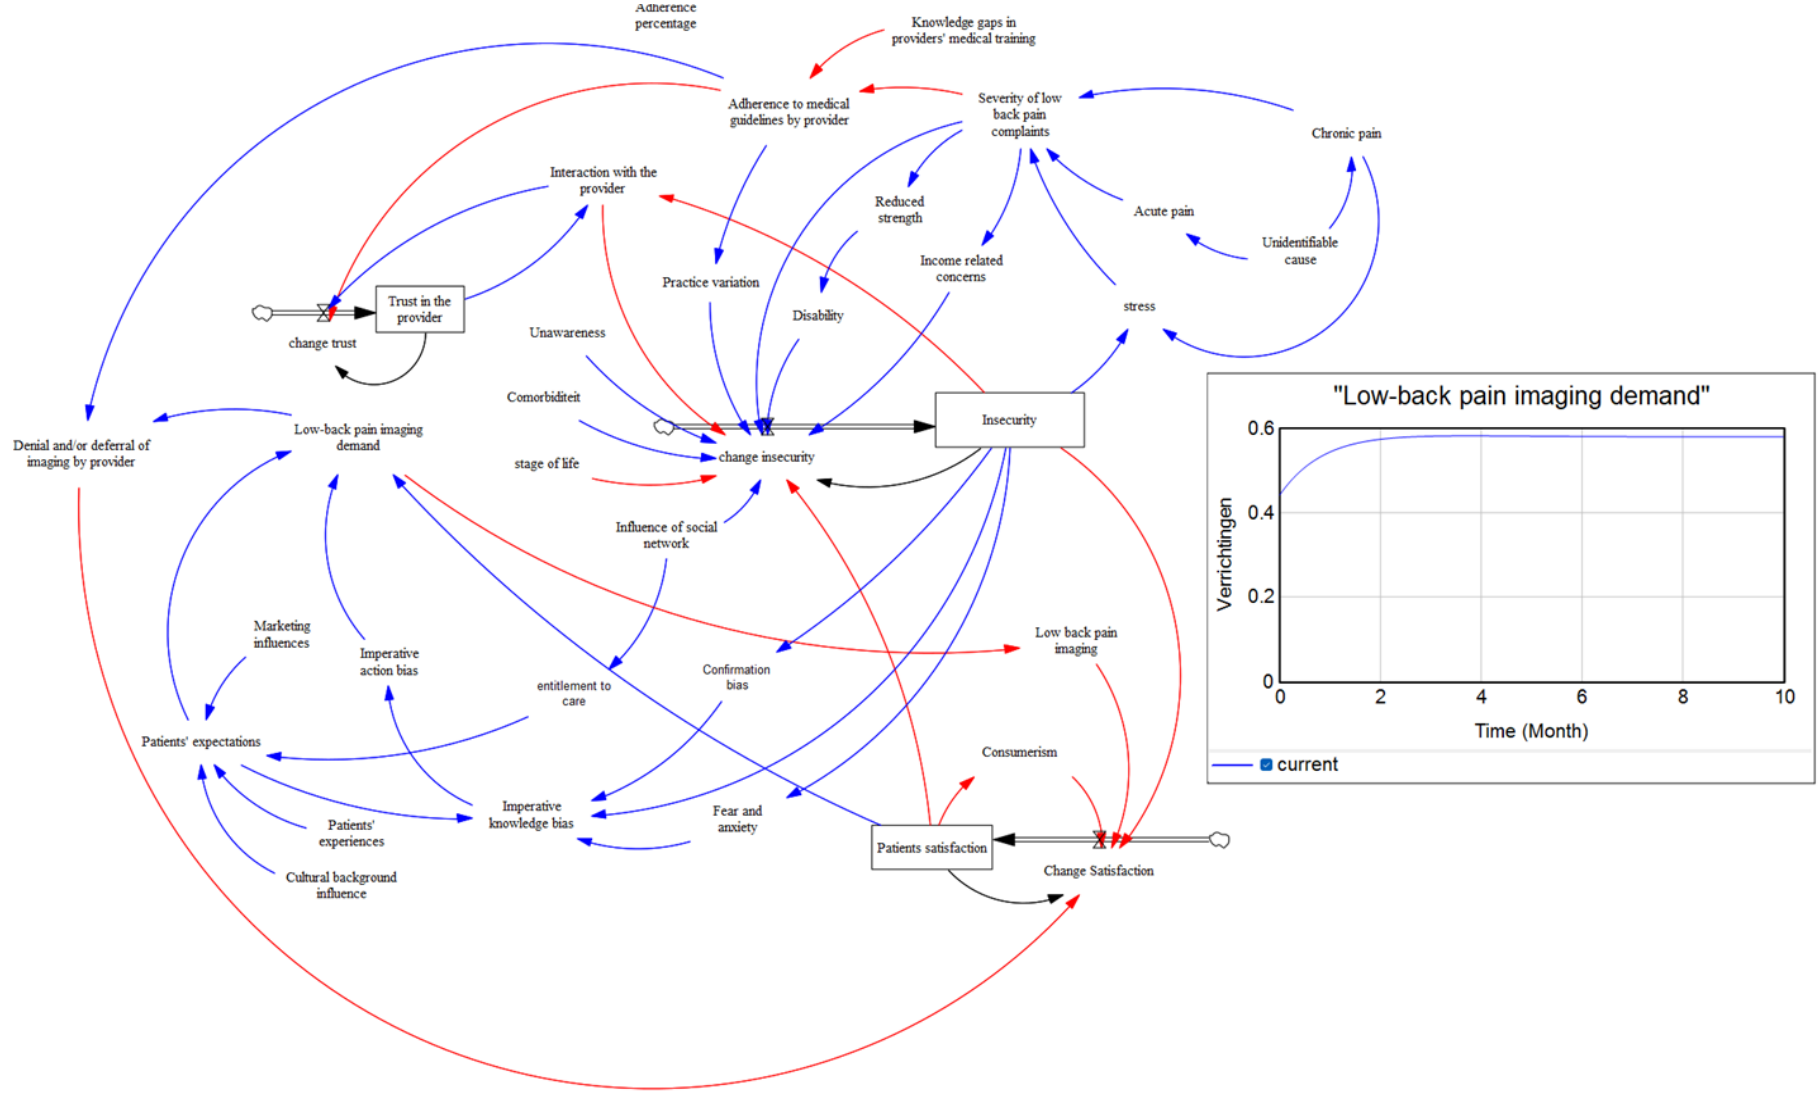 Adherence
percentage
Knowledge gaps in
providers' medical training
Adherence to medical
guidelines by provider
Severity of low
back pain
complaints
Chronic pain
Interaction with the
provider
Reduced
strength
Acute pain
Unidentifiable
cause
Income related
concerns
Practice variation
Trust in the
provider
change trust
Disability
stress
Unawareness
Comorbiditeit
stage of life
change insecurity
Insecurity
Denial and/or deferral of
imaging by provider
Low-back pain imaging
demand
Influence of social
network
Marketing
influences
Imperative
action bias
entitlement to
care
Confirmation
bias
Low back pain
imaging
Patients' expectations
Consumerism
Imperative
knowledge bias
Fear and
anxiety
Patients'
experiences
Cultural background
influence
Patients satisfaction
Change Satisfaction
"Low-back pain imaging demand"
0.6
0.4
0.2
0
Verrichtingen
0 2 4 6 8 10
Time (Month)
current